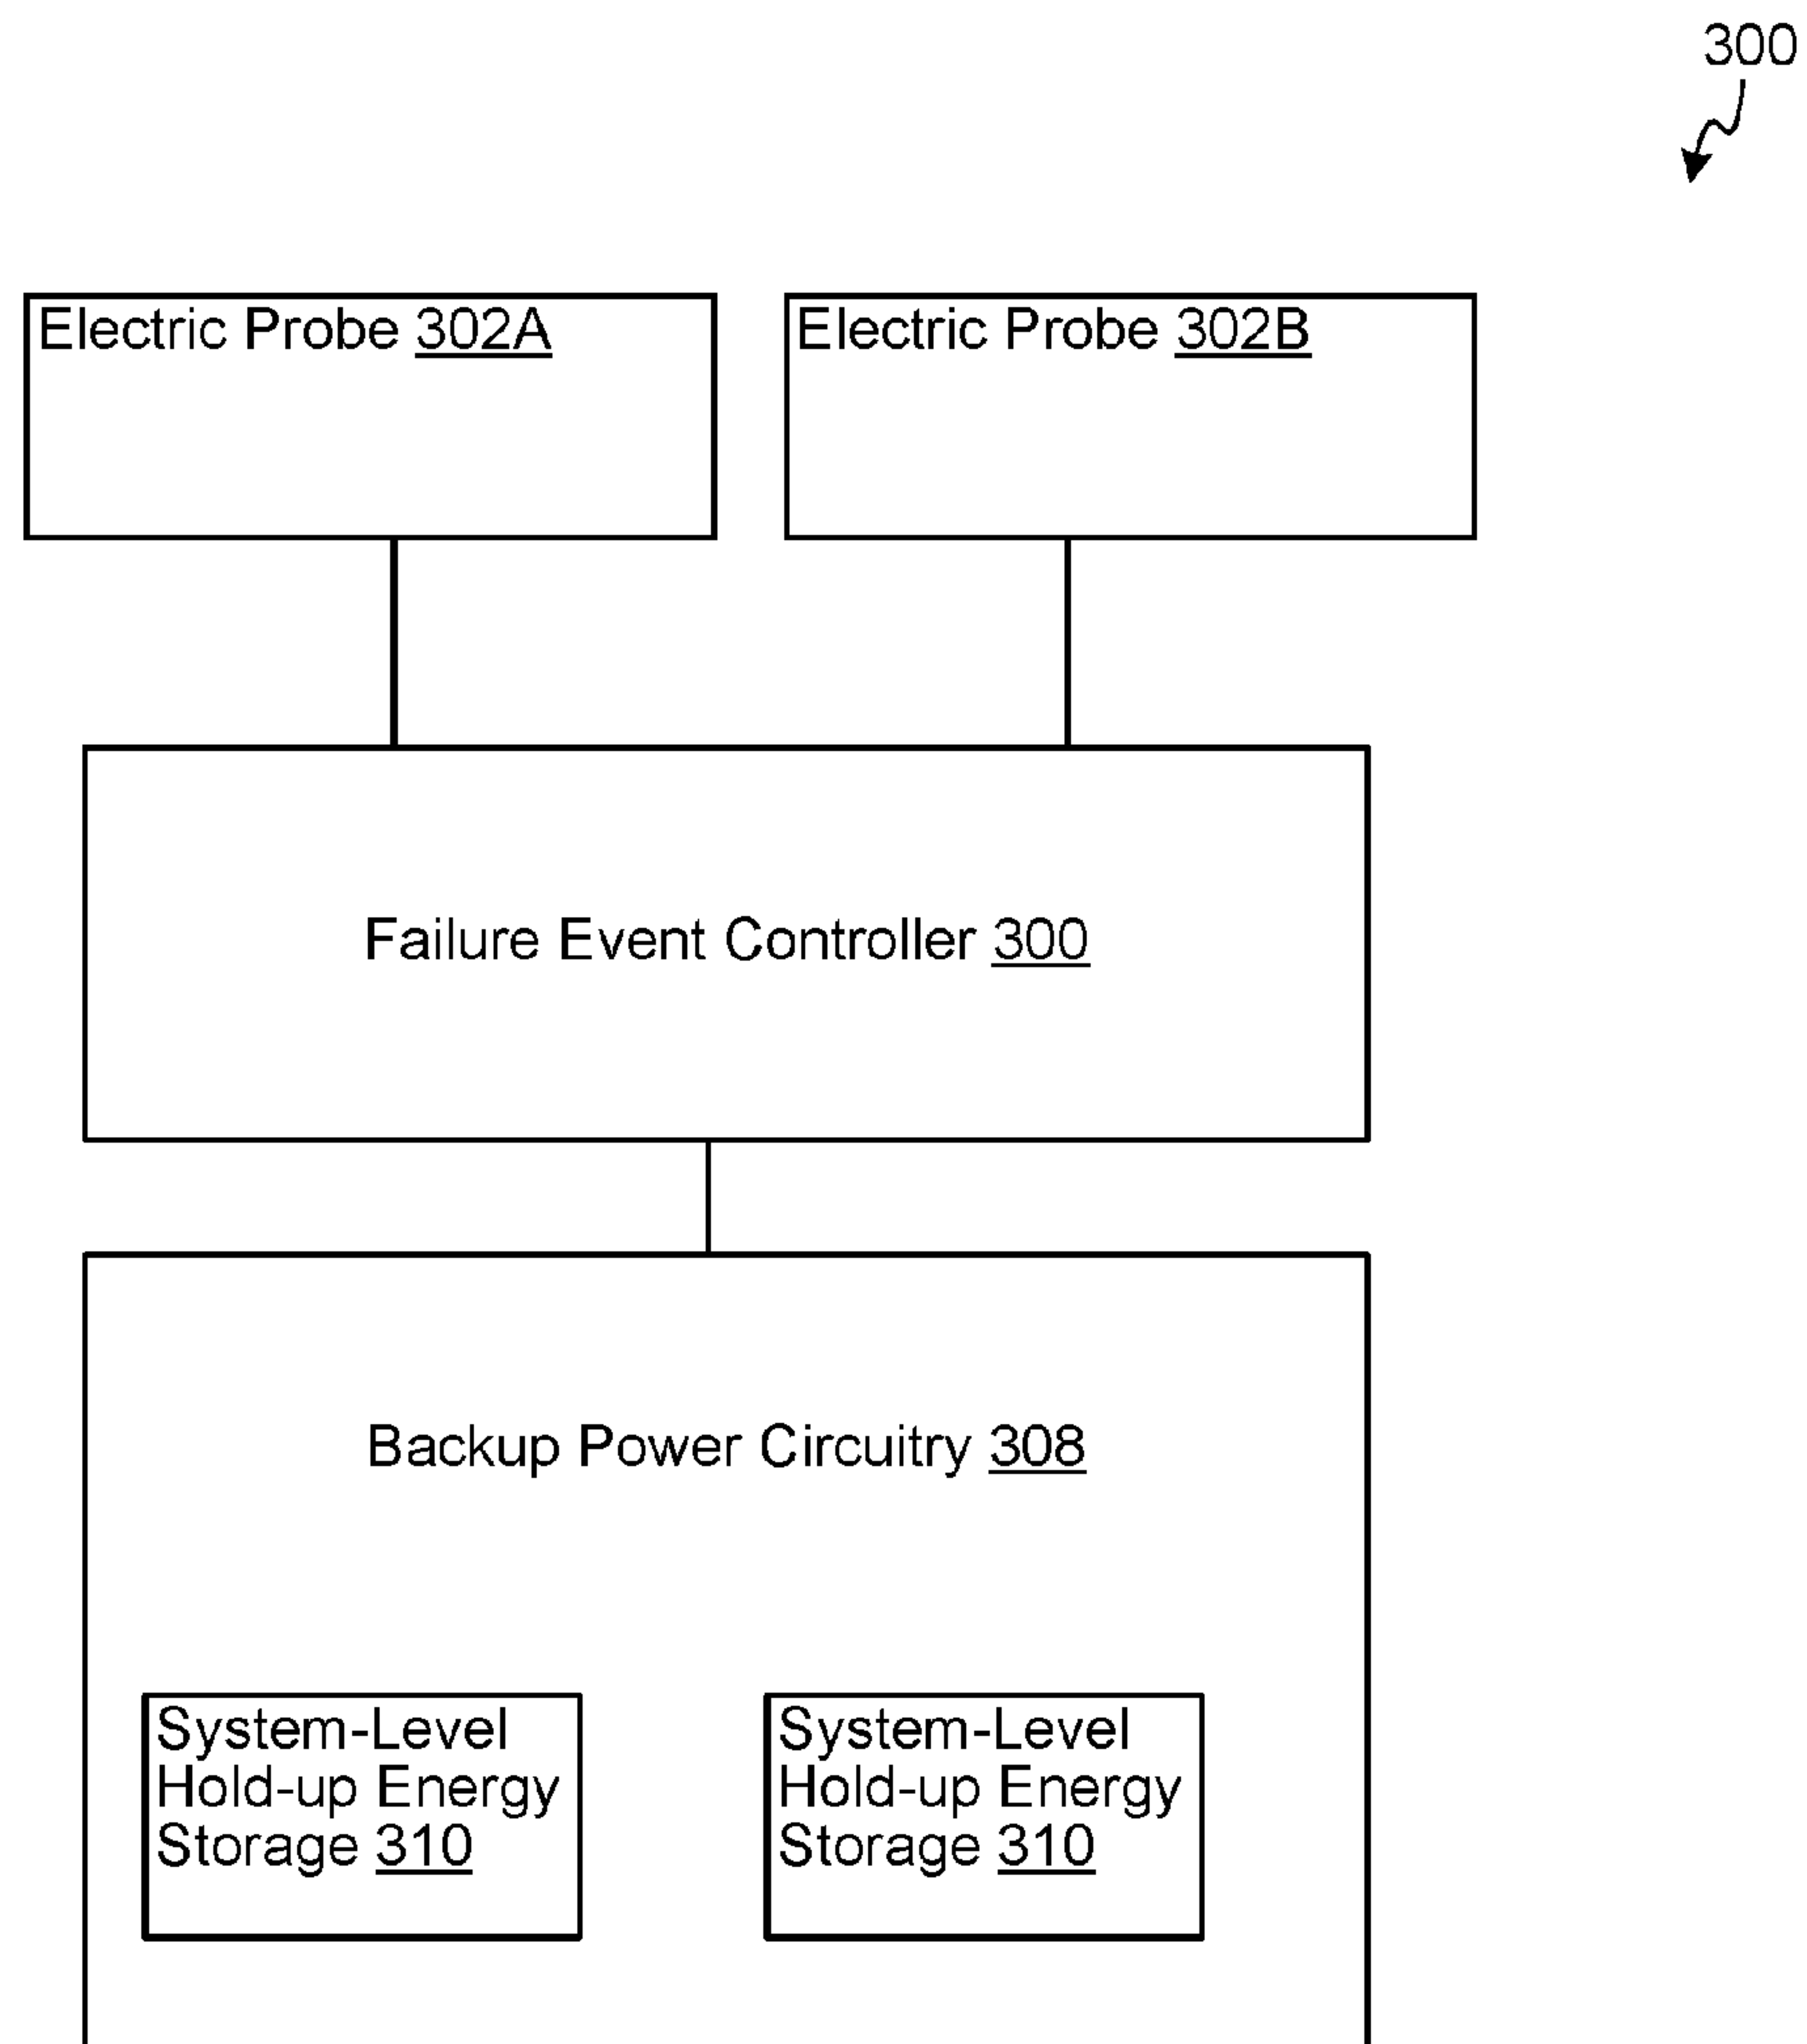 300
Electric Probe 302A
Electric Probe 302B
Failure Event Controller 300
Backup Power Circuitry 308
System-Level
Hold-up Energy
Storage 310
System-Level
Hold-up Energy
Storage 310